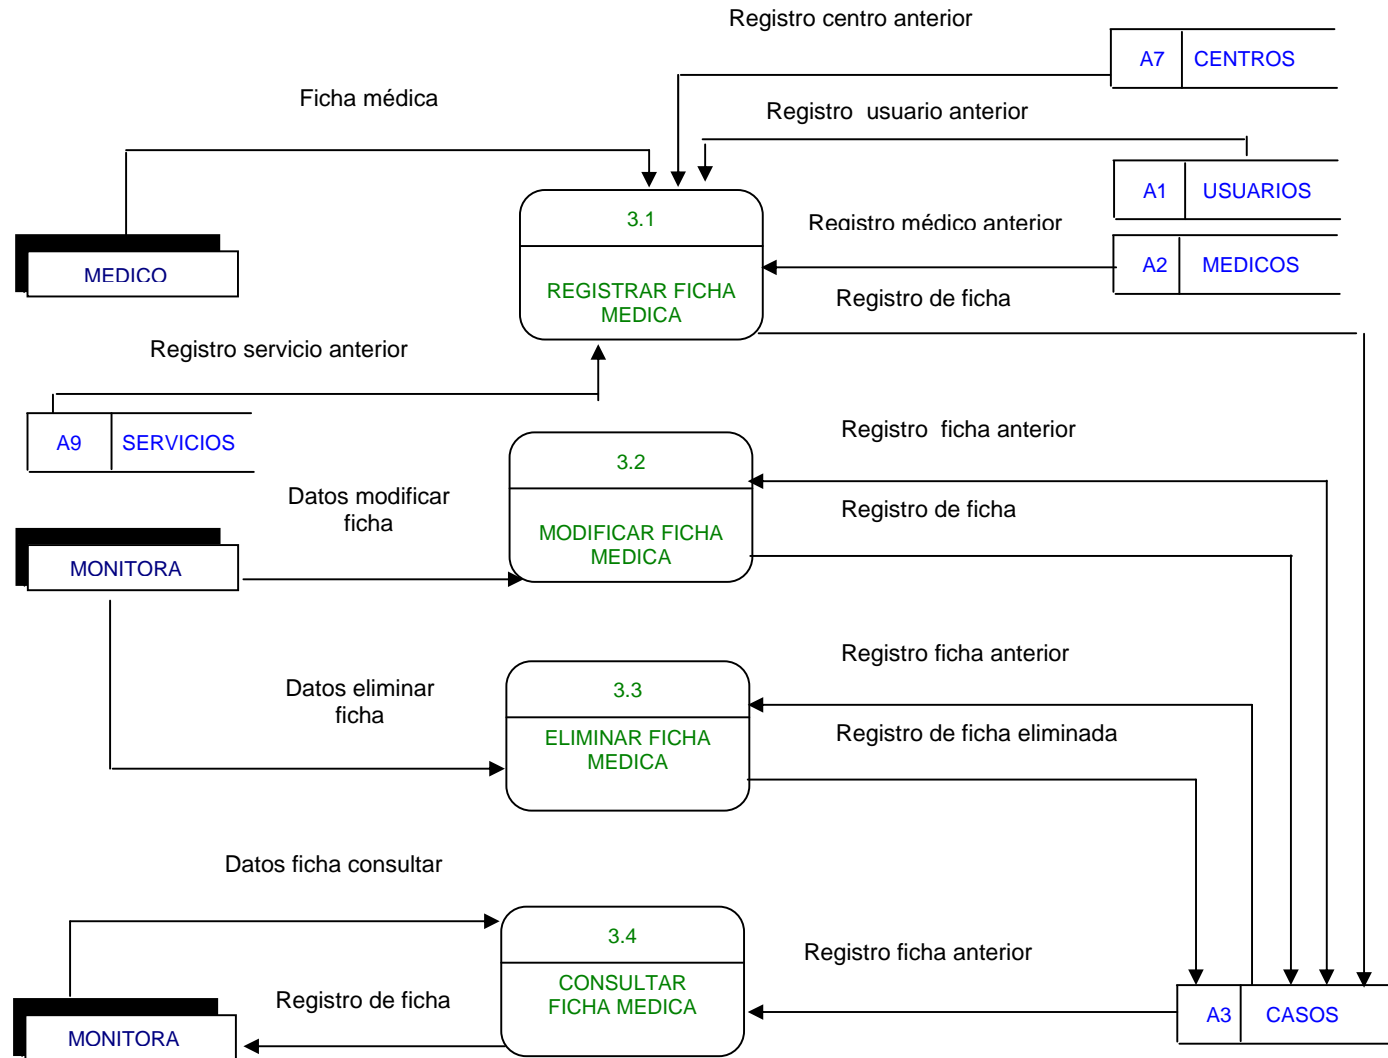 Registro centro anterior
A7 CENTROS
Ficha médica
Registro usuario anterior
A1 USUARIOS
3.1
Registro médico anterior
MEDICO
A2 MEDICOS
REGISTRAR FICHA
MEDICA
Registro de ficha
Registro servicio anterior
A9 SERVICIOS
Registro ficha anterior
3.2
Datos modificar
ficha
Registro de ficha
MODIFICAR FICHA
MEDICA
MONITORA
Registro ficha anterior
Datos eliminar
ficha
3.3
ELIMINAR FICHA
MEDICA
Registro de ficha eliminada
Datos ficha consultar
3.4
Registro ficha anterior
CONSULTAR
FICHA MEDICA
Registro de ficha
A3 CASOS
MONITORA